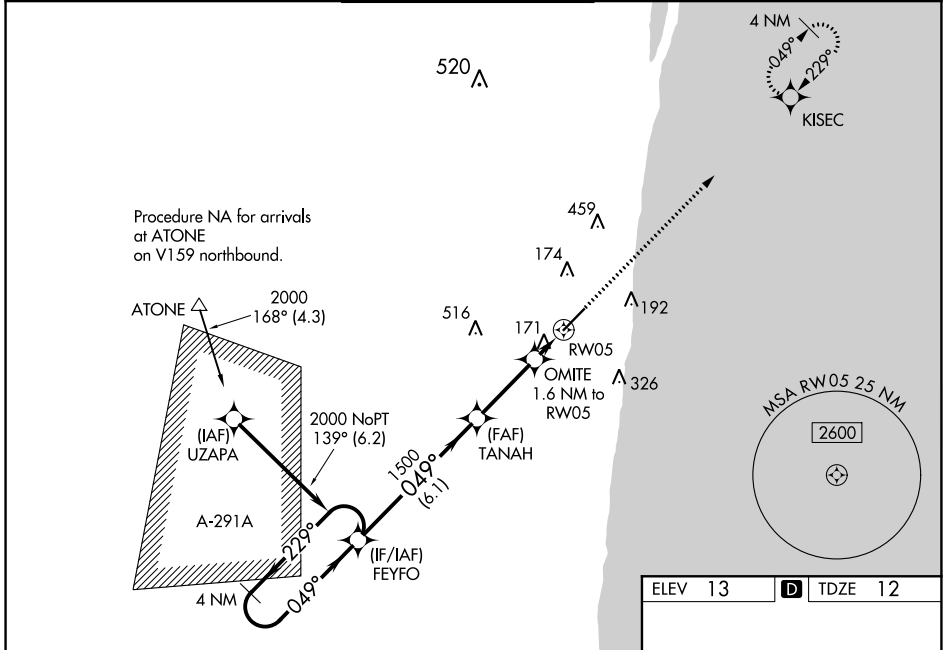 520
4 NM
049°
229°
KISEC
Procedure NA for arrivals
at ATONE
on V159 northbound.
459
174
ATONE
2000
168° (4.3)
516
171
192
RW05
OMITE
1.6 NM to
RW05
326
(IAF)
UZAPA
2000 NoPT
139° (6.2)
(FAF)
TANAH
1500
049°
(6.1)
MSA RW05 25 NM
2600
A-291A
229°
049°
4 NM
(IF/IAF)
FEYFO
ELEV 13 D TDZE 12